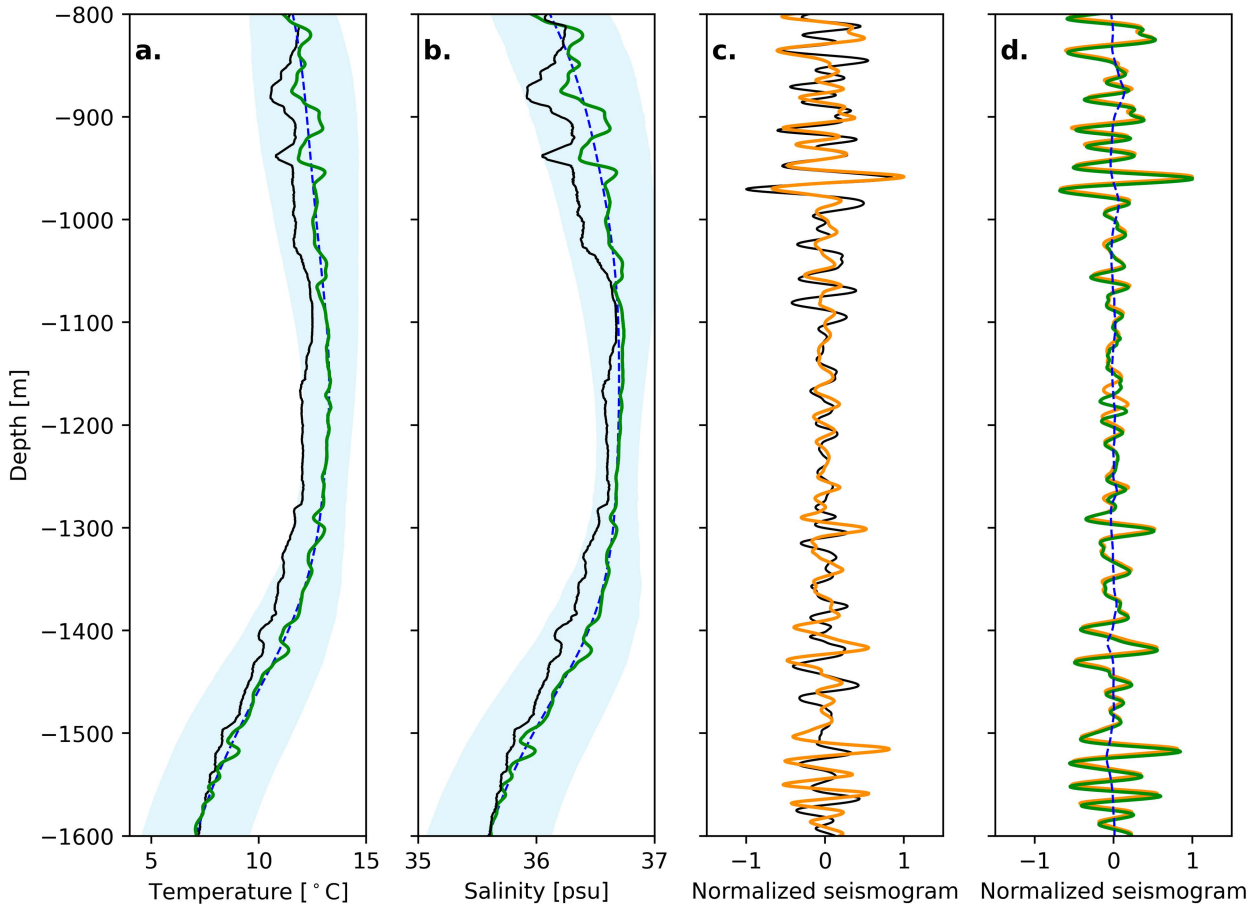 a.
b.
c.
d.
Depth [m]
−800
−900
−1000
−1100
−1200
−1300
−1400
−1500
−1600
5
10
15
35
36
37
−1
0
1
−1
0
1
Temperature [°C]
Salinity [psu]
Normalized seismogram
Normalized seismogram